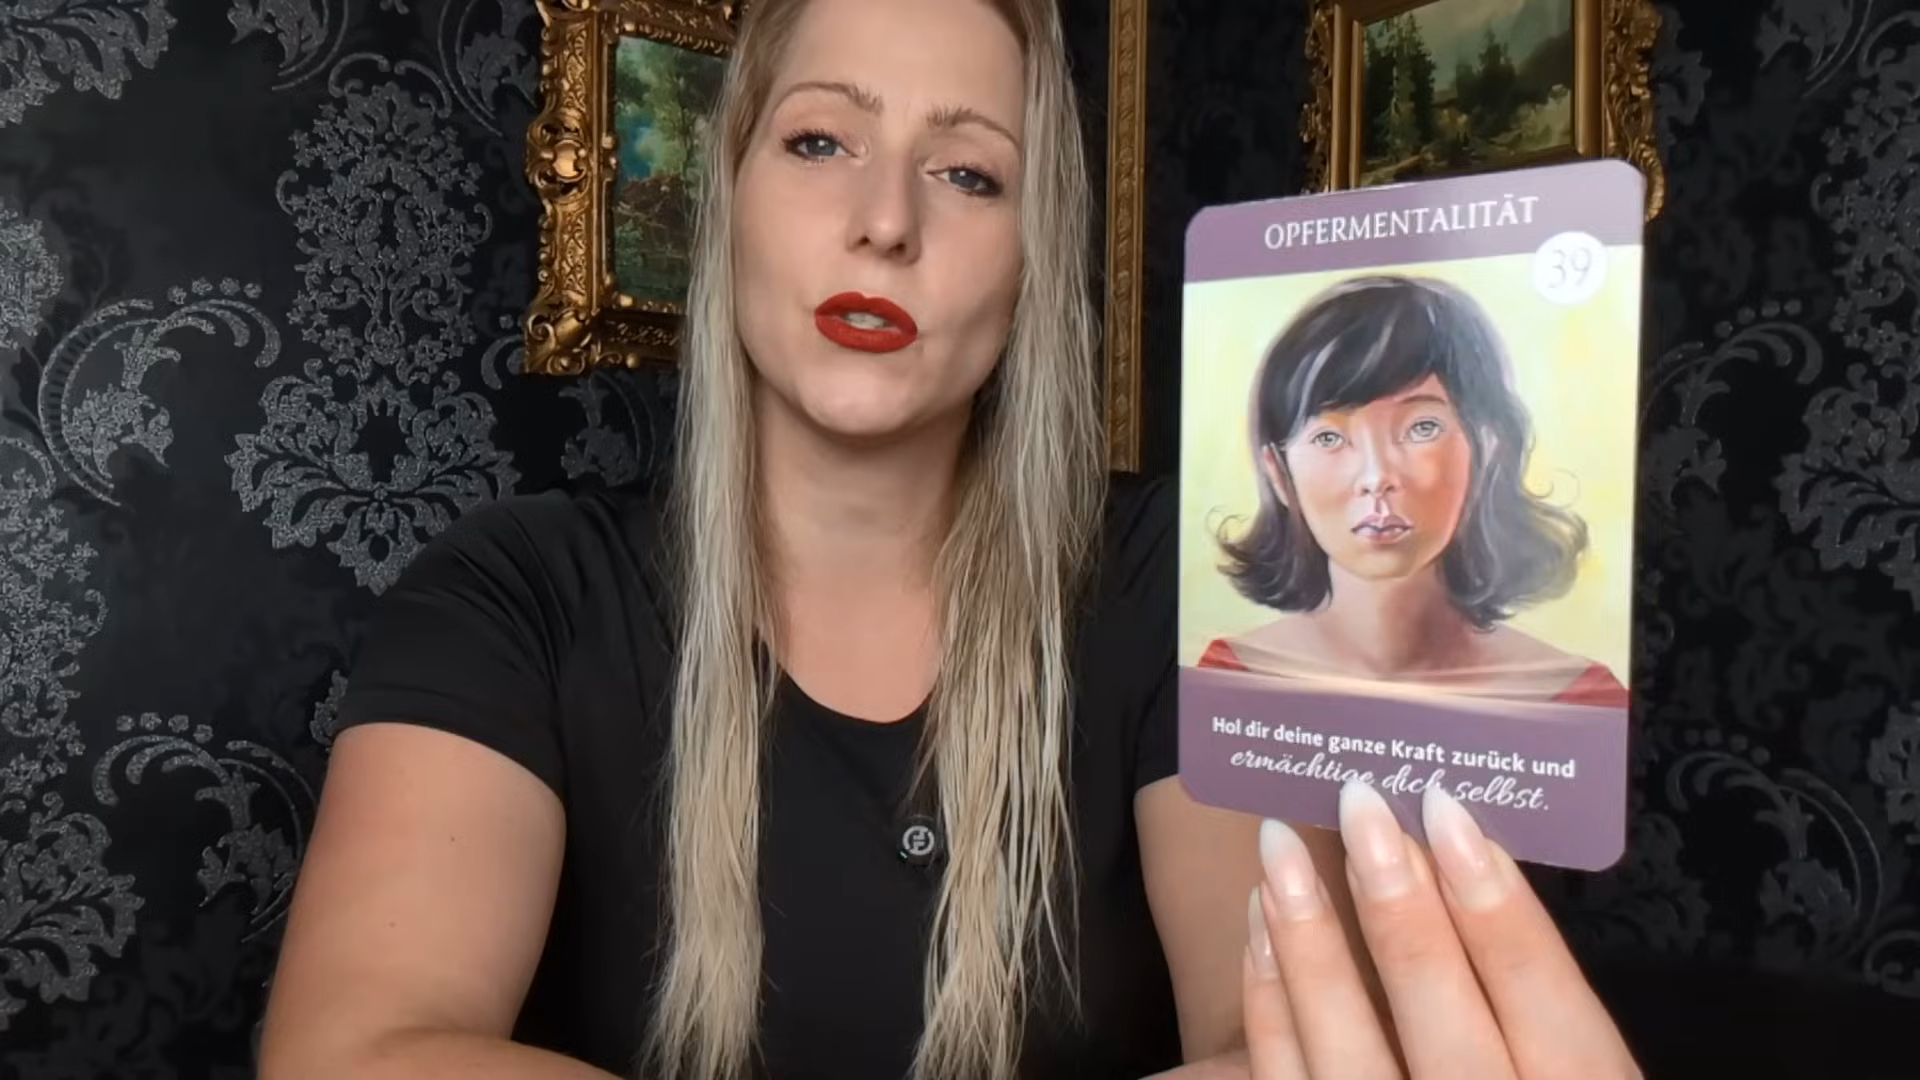 OPFERMENTALITÄT
39
Hol dir deine ganze Kraft zurück und
ermächtige dich selbst.